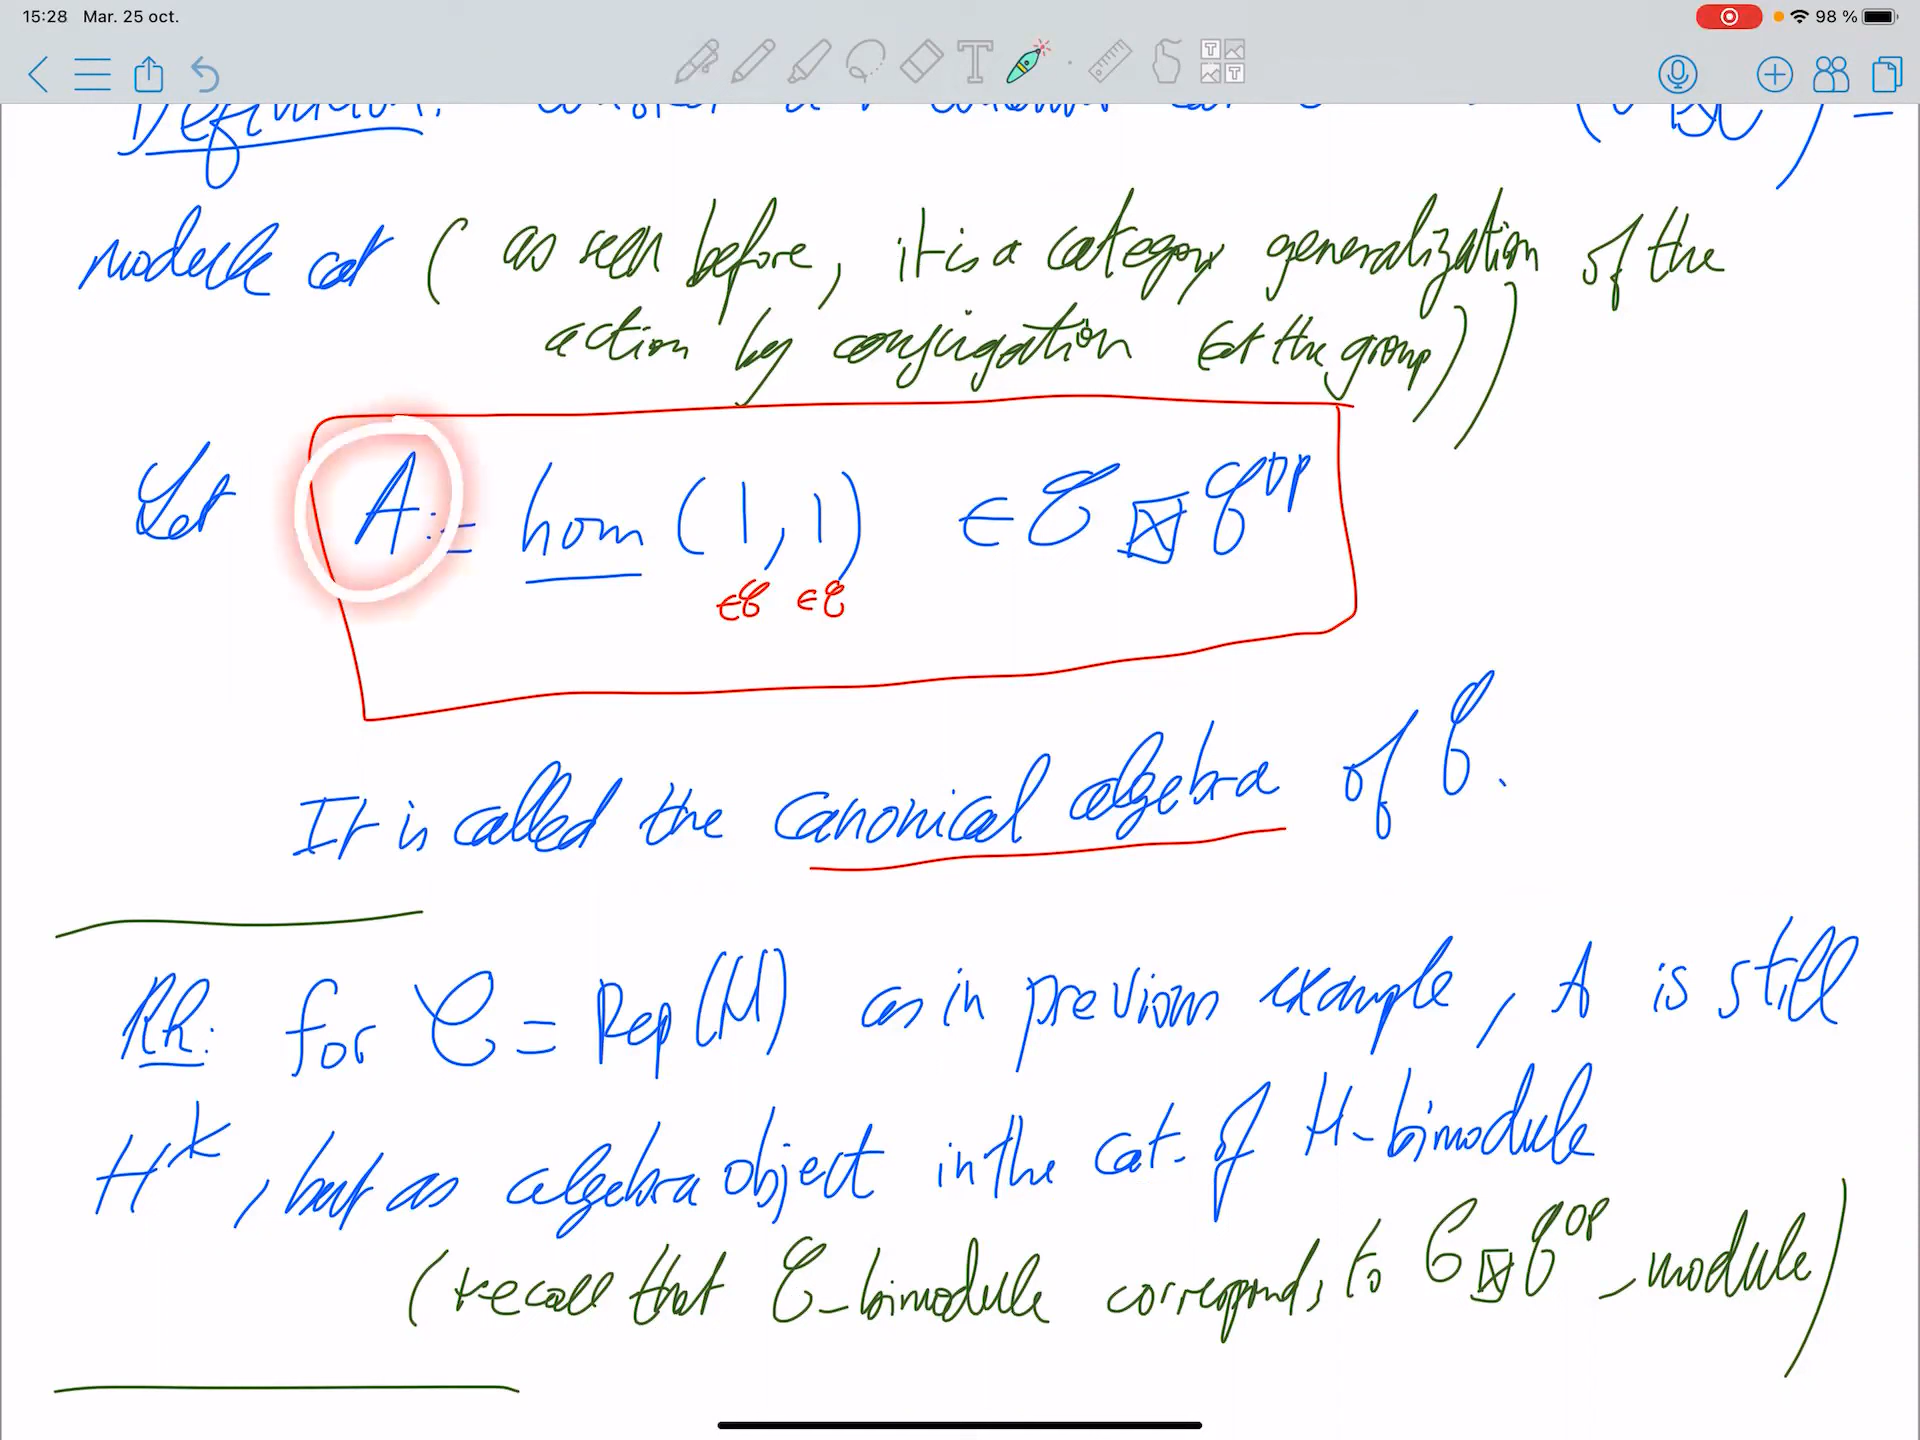 15:28 Mar. 25 oct. 98 %
Definition:
module cat ( as seen before, it is a category generalization of the
action by conjugation for the group))
Let A := hom (1, 1) ∈ C ⊠ C^op
∈C ∈C
It is called the canonical algebra of C.
Rk: for C = Rep(H) as in previous example, A is still
H*, but as algebra object in the cat. of H-bimodule
(recall that C-bimodule corresponds to C⊠C^op-module)